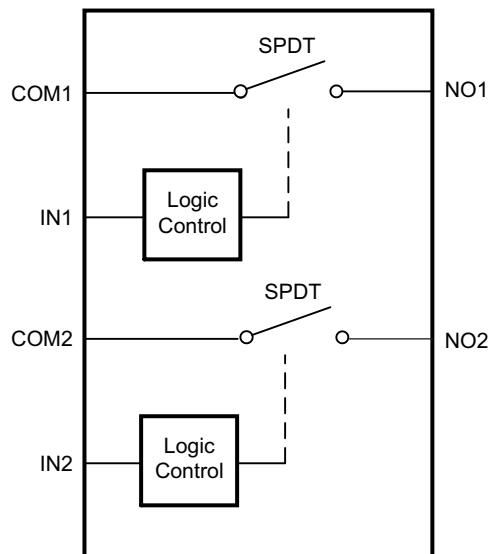 SPDT
COM1
NO1
IN1
Logic
Control
SPDT
COM2
NO2
IN2
Logic
Control